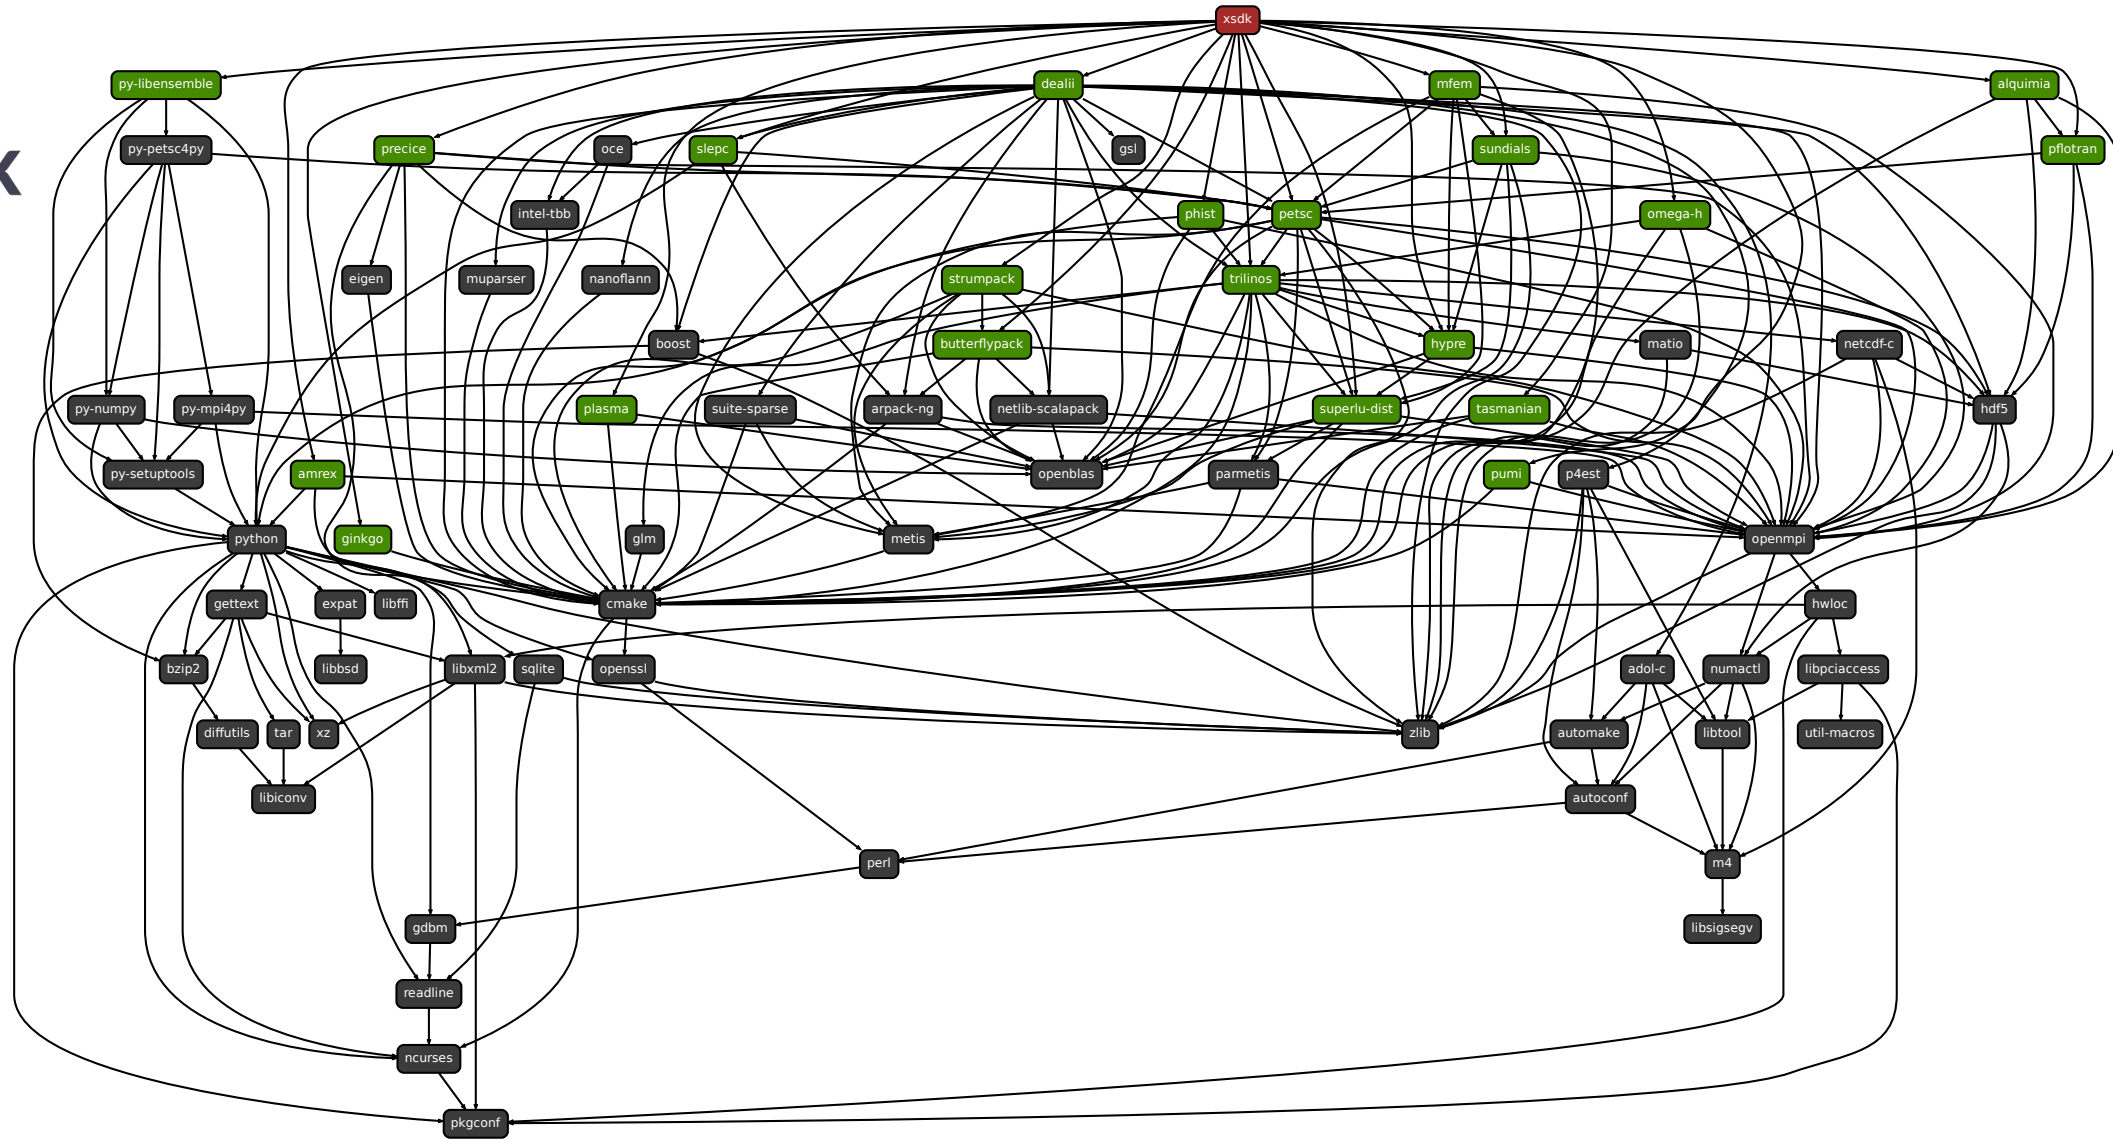 xsdk
py-libensemble
dealii
mfem
alquimia
py-petsc4py
precice
oce
slepc
gsl
sundials
pflotran
intel-tbb
phist
petsc
omega-h
eigen
muparser
nanoflann
strumpack
trilinos
boost
butterflypack
hypre
matio
netcdf-c
py-numpy
py-mpi4py
plasma
suite-sparse
arpack-ng
netlib-scalapack
superlu-dist
tasmanian
hdf5
py-setuptools
amrex
openblas
parmetis
pumi
p4est
python
ginkgo
glm
metis
openmpi
gettext
expat
libffi
cmake
hwloc
bzip2
libbsd
libxml2
sqlite
openssl
adol-c
numactl
libpciaccess
diffutils
tar
xz
zlib
automake
libtool
util-macros
libiconv
autoconf
perl
m4
gdbm
libsigsegv
readline
ncurses
pkgconf